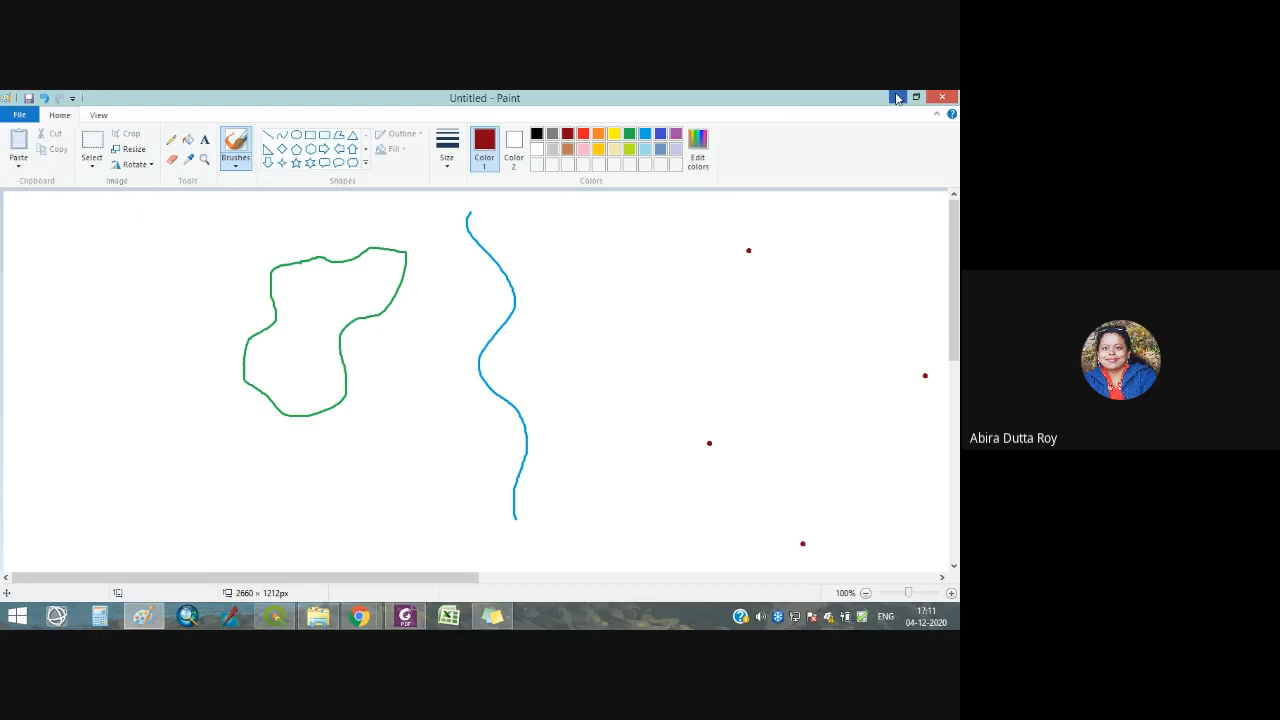 Untitled - Paint
File
Home
View
Paste
Cut
Copy
Clipboard
Select
Crop
Resize
Rotate
Image
Tools
Brushes
Shapes
Outline
Fill
Size
Color 1
Color 2
Edit colors
Colors
Abira Dutta Roy
2660 × 1212px
100%
PDF
ENG
17:11
04-12-2020